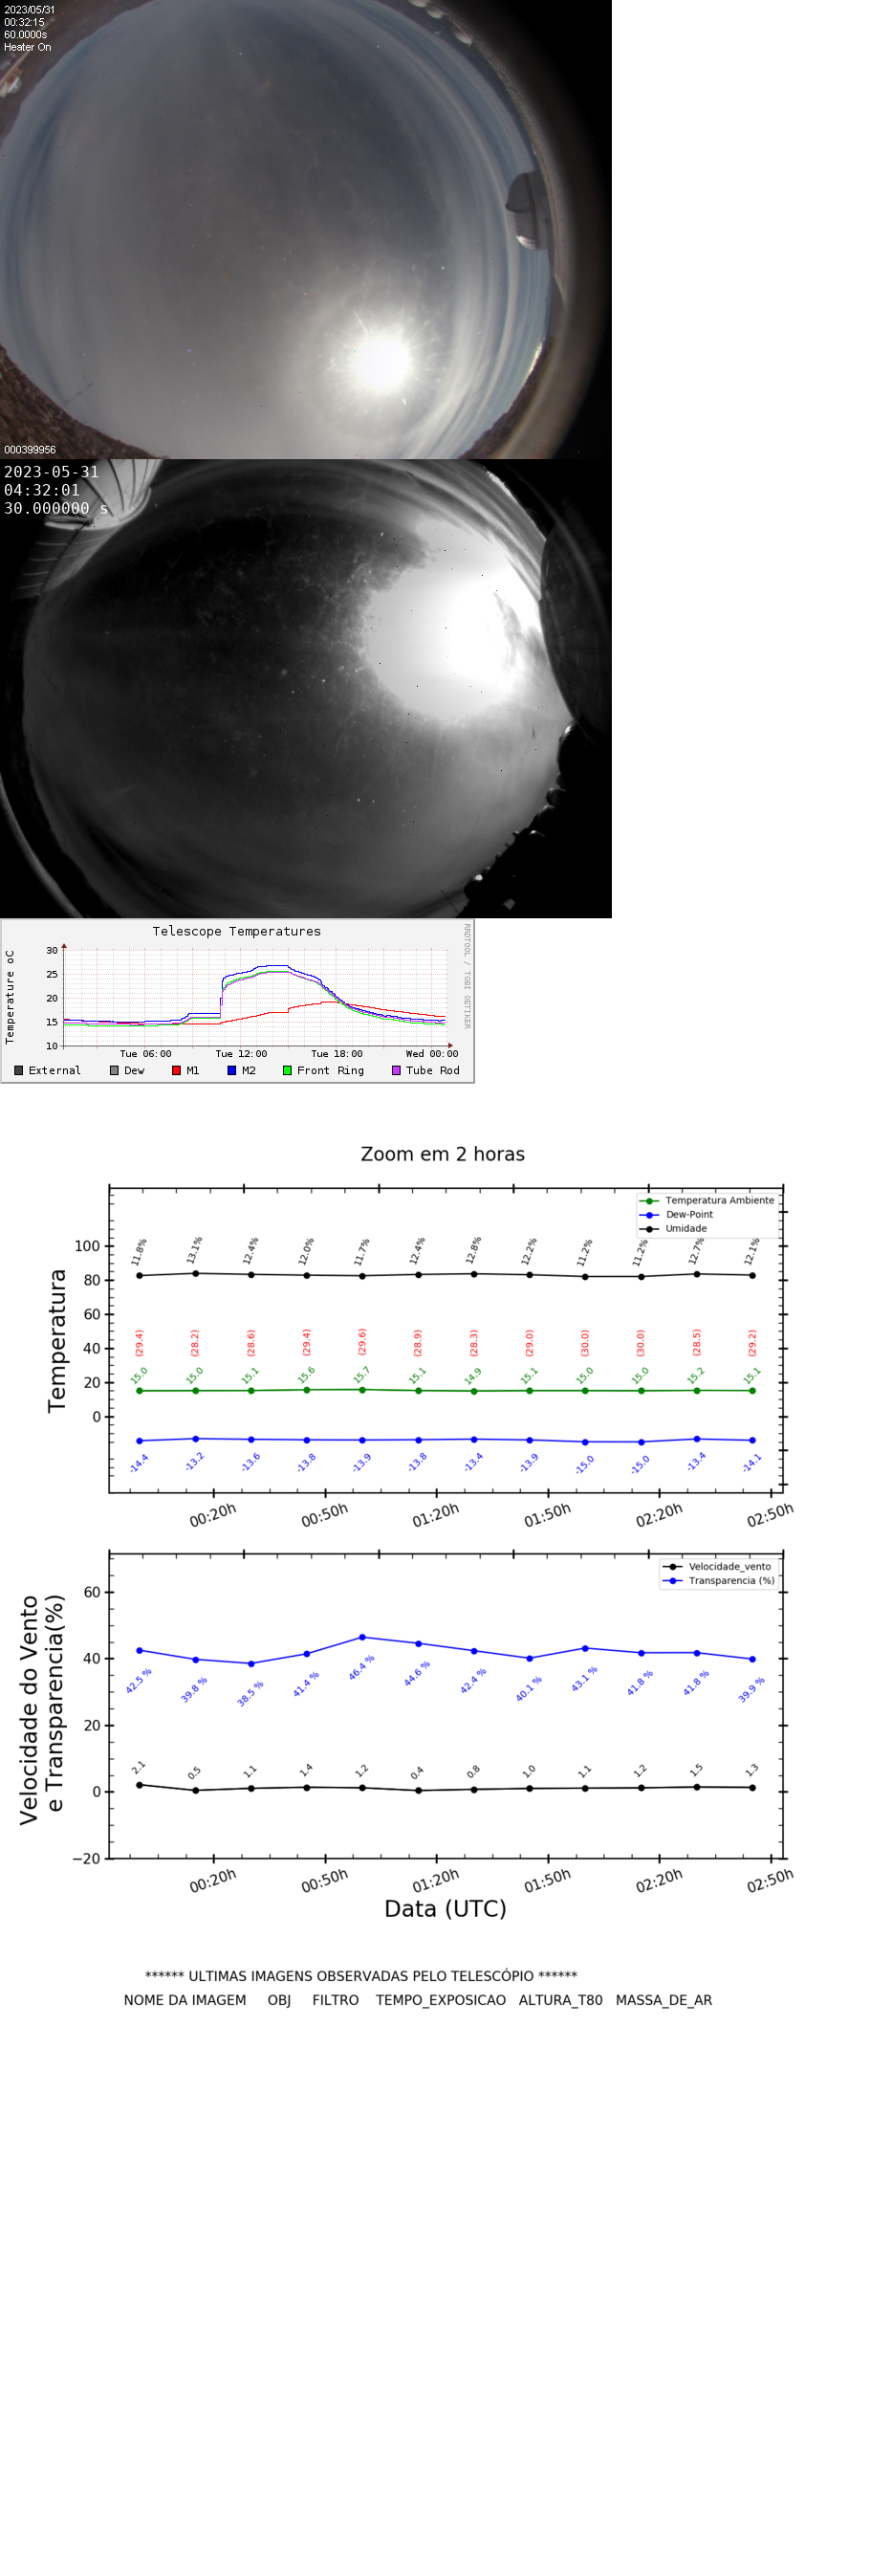 2023/05/31
00:32:15
60.0000s
Heater On
000399956
2023-05-31
04:32:01
30.000000 s
Telescope Temperatures
RRDTOOL / TOBI OETIKER
Temperature oC
30
25
20
15
10
Tue 06:00 Tue 12:00 Tue 18:00 Wed 00:00
External Dew M1 M2 Front Ring Tube Rod
Zoom em 2 horas
Temperatura Ambiente
Dew-Point
Umidade
Temperatura
100
80
60
40
20
0
11.8% 13.1% 12.4% 12.0% 11.7% 12.4% 12.8% 12.2% 11.2% 11.2% 12.7% 12.1%
(29.4) (28.2) (28.6) (29.4) (29.6) (28.9) (28.3) (29.0) (30.0) (30.0) (28.5) (29.2)
15.0 15.0 15.1 15.6 15.7 15.1 14.9 15.1 15.0 15.0 15.2 15.1
-14.4 -13.2 -13.6 -13.8 -13.9 -13.8 -13.4 -13.9 -15.0 -15.0 -13.4 -14.1
00:20h 00:50h 01:20h 01:50h 02:20h 02:50h
Velocidade_vento
Transparencia (%)
Velocidade do Vento
e Transparencia(%)
60
40
20
0
−20
42.5 % 39.8 % 38.5 % 41.4 % 46.4 % 44.6 % 42.4 % 40.1 % 43.1 % 41.8 % 41.8 % 39.9 %
2.1 0.5 1.1 1.4 1.2 0.4 0.8 1.0 1.1 1.2 1.5 1.3
00:20h 00:50h 01:20h 01:50h 02:20h 02:50h
Data (UTC)
****** ULTIMAS IMAGENS OBSERVADAS PELO TELESCÓPIO ******
NOME DA IMAGEM OBJ FILTRO TEMPO_EXPOSICAO ALTURA_T80 MASSA_DE_AR